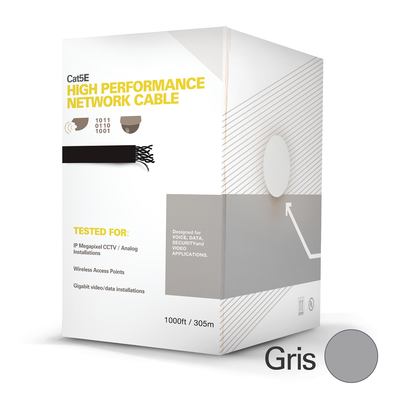 Cat5E
HIGH PERFORMANCE
NETWORK CABLE
1011
0110
1001
TESTED FOR:
IP Megapixel CCTV / Analog
Installations
Wireless Access Points
Gigabit video/data installations
Designed for
VOICE, DATA,
SECURITY and
VIDEO
APPLICATIONS.
1000ft / 305m
Gris